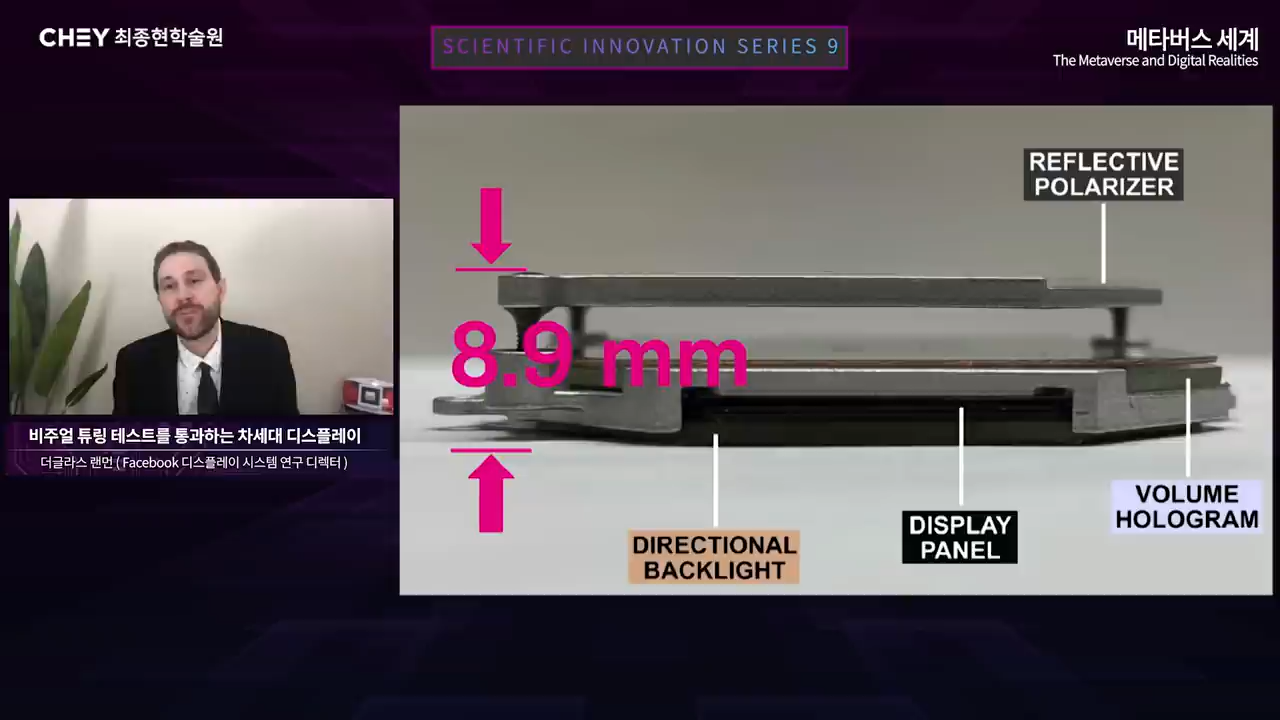 CHEY 최종현학술원
SCIENTIFIC INNOVATION SERIES 9
메타버스 세계
The Metaverse and Digital Realities
REFLECTIVE
POLARIZER
8.9 mm
VOLUME
HOLOGRAM
DISPLAY
PANEL
DIRECTIONAL
BACKLIGHT
비주얼 튜링 테스트를 통과하는 차세대 디스플레이
더글라스 랜먼 ( Facebook 디스플레이 시스템 연구 디렉터 )